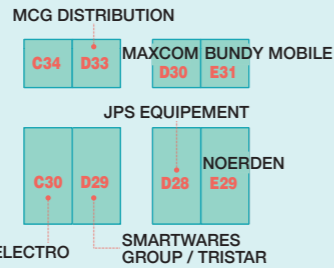 MCG DISTRIBUTION
MAXCOM BUNDY MOBILE
C34 D33 D30 E31
JPS EQUIPEMENT
NOERDEN
C30 D29 D28 E29
ELECTRO
SMARTWARES
GROUP / TRISTAR